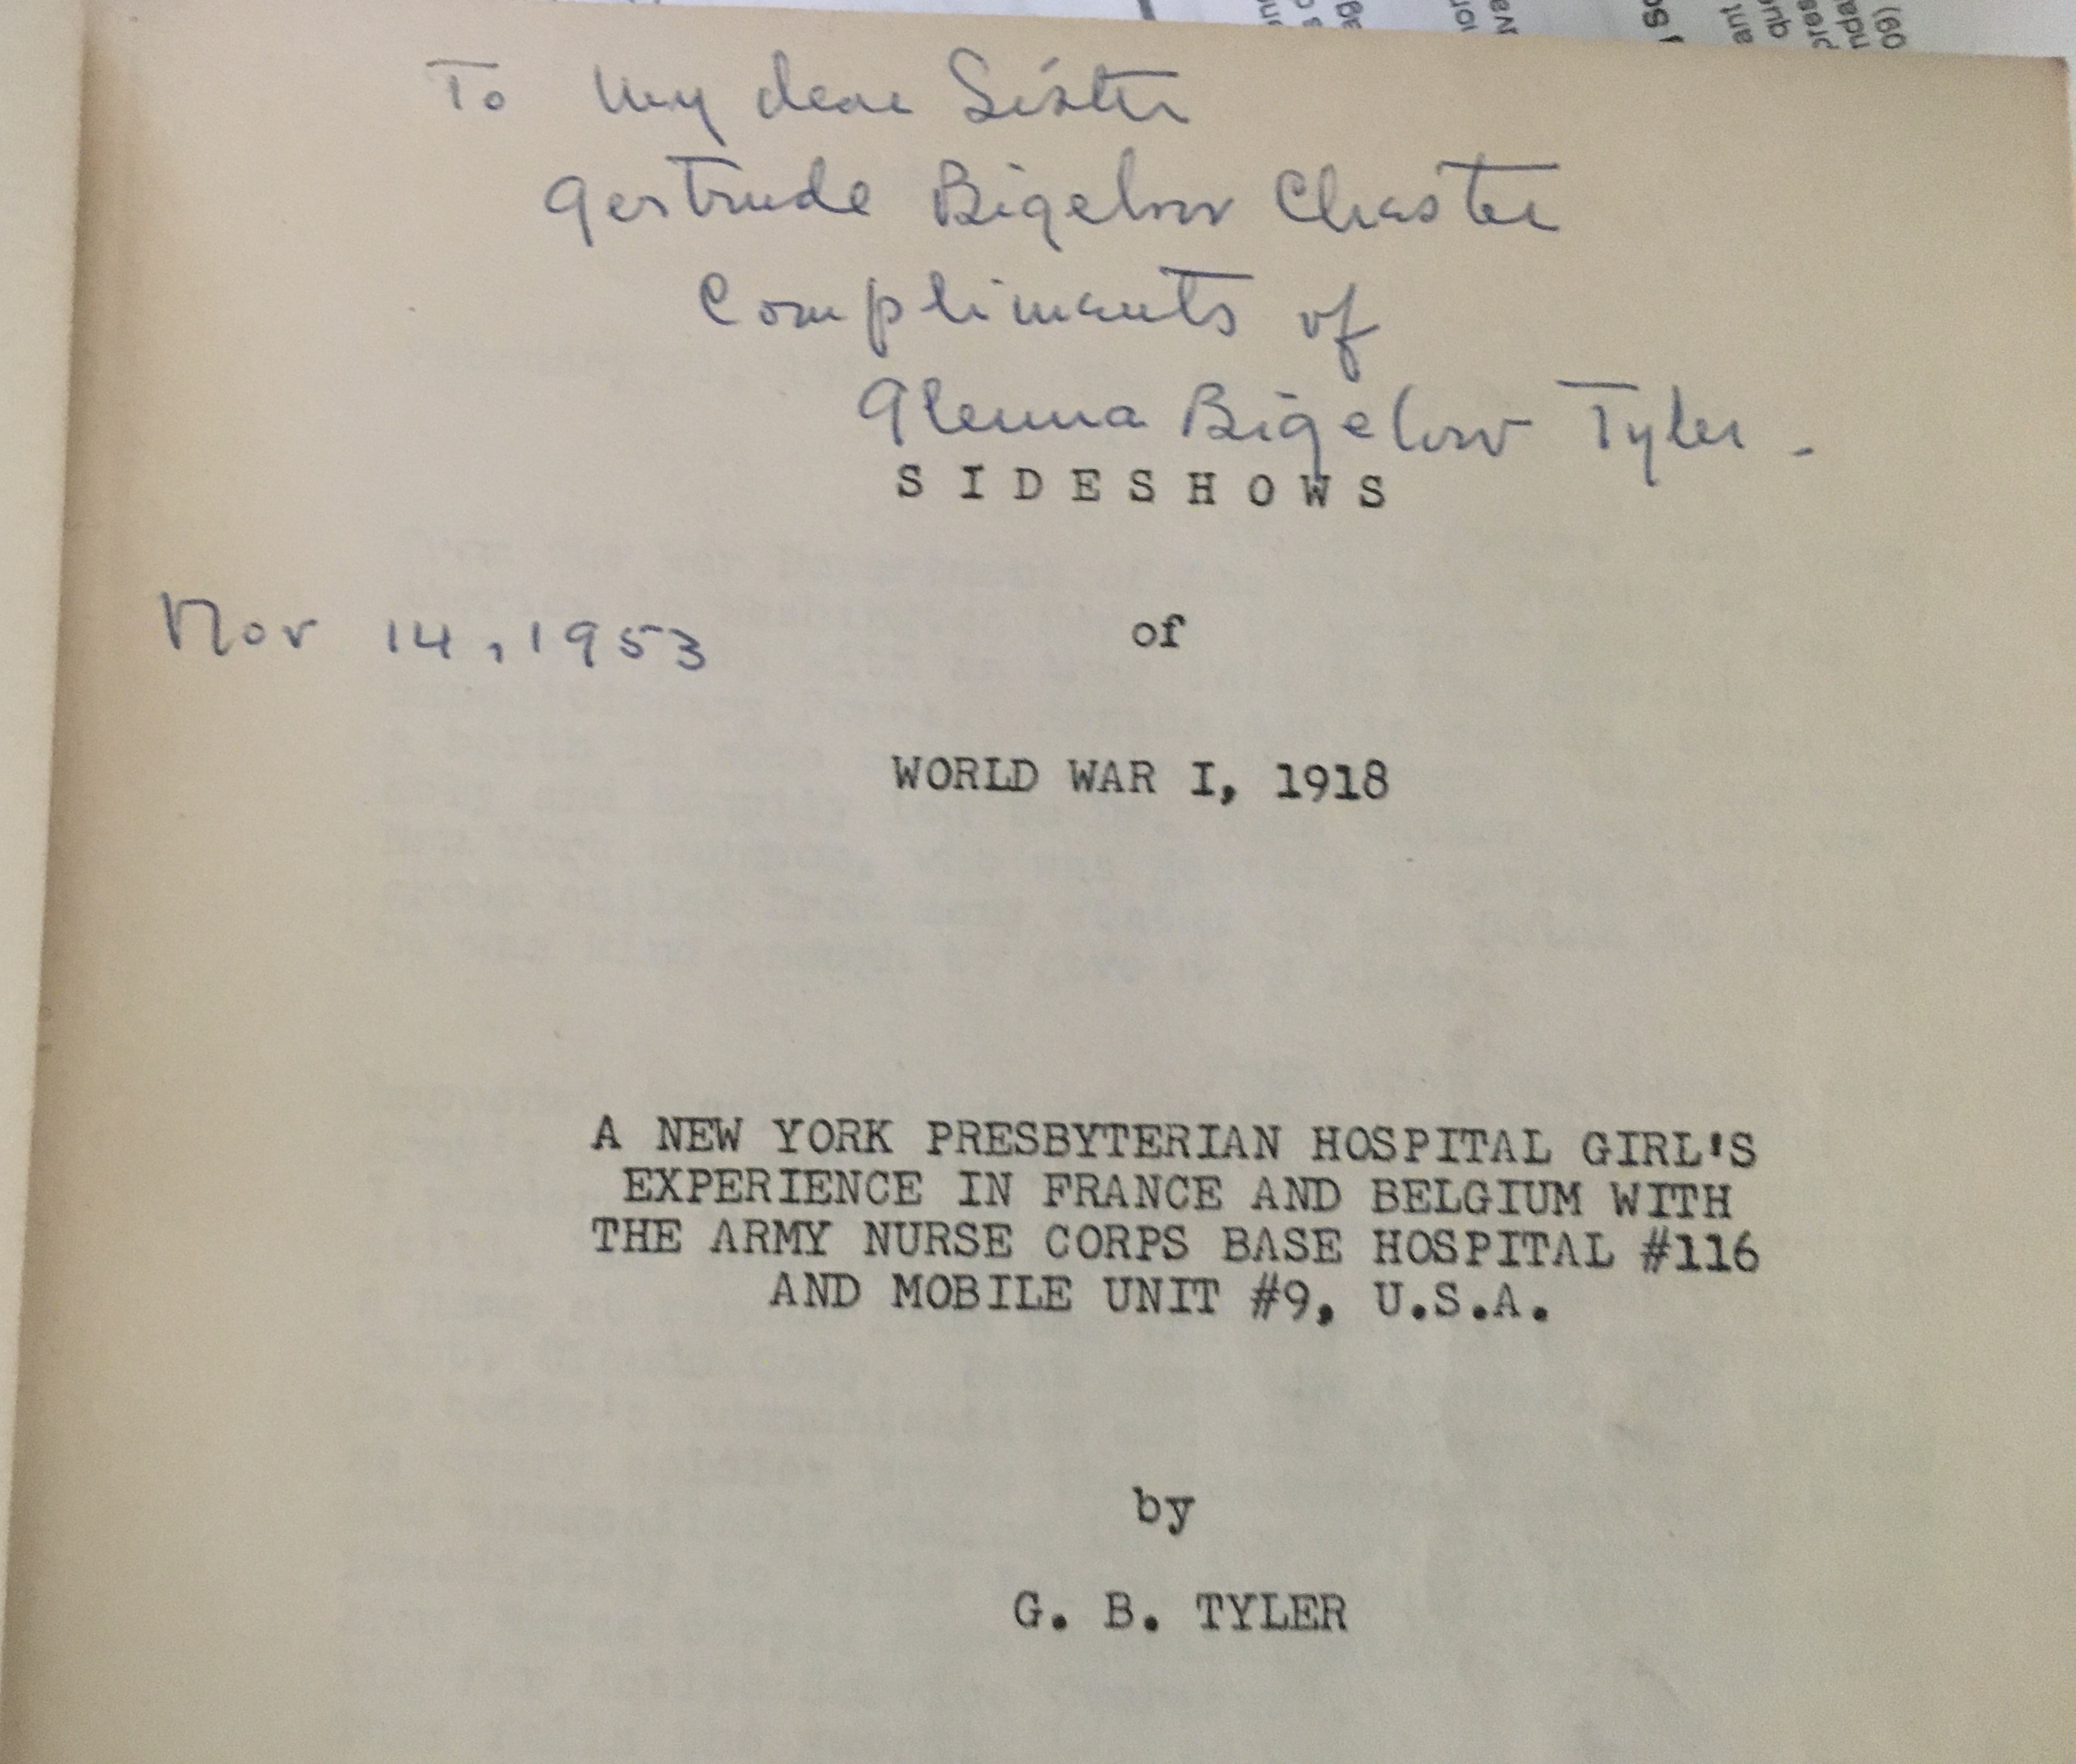 To my dear Sister
Gertrude Bigelow Chaster
Compliments of
Glenna Bigelow Tyler.
SIDESHOWS
Nov 14, 1953
of
WORLD WAR I, 1918
A NEW YORK PRESBYTERIAN HOSPITAL GIRL'S
EXPERIENCE IN FRANCE AND BELGIUM WITH
THE ARMY NURSE CORPS BASE HOSPITAL #116
AND MOBILE UNIT #9, U.S.A.
by
G. B. TYLER